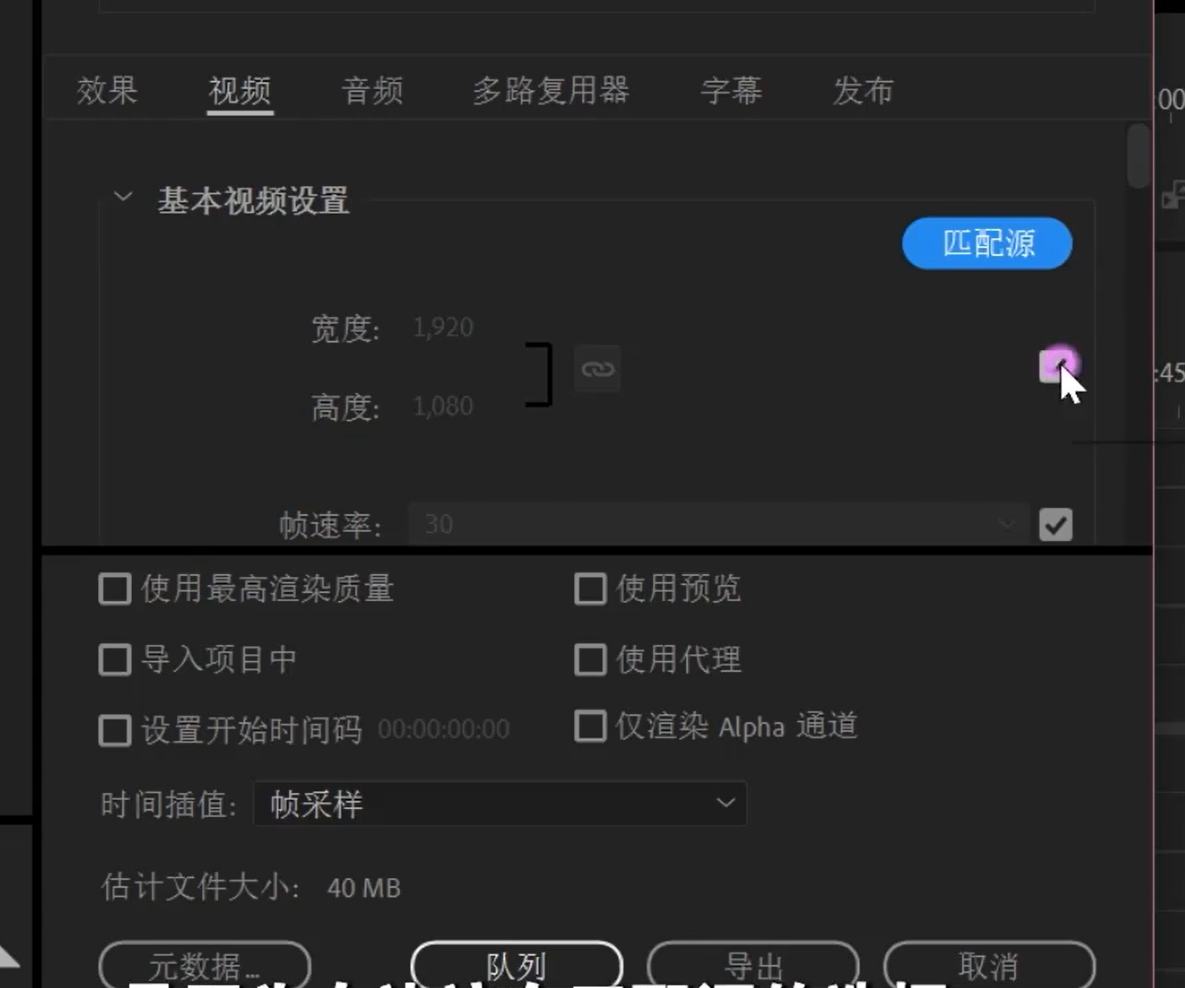 效果 视频 音频 多路复用器 字幕 发布
:00
基本视频设置
匹配源
宽度: 1,920
:45
高度: 1,080
帧速率: 30
使用最高渲染质量 使用预览
导入项目中 使用代理
设置开始时间码 00:00:00:00 仅渲染 Alpha 通道
时间插值: 帧采样
估计文件大小: 40 MB
元数据... 队列 导出 取消